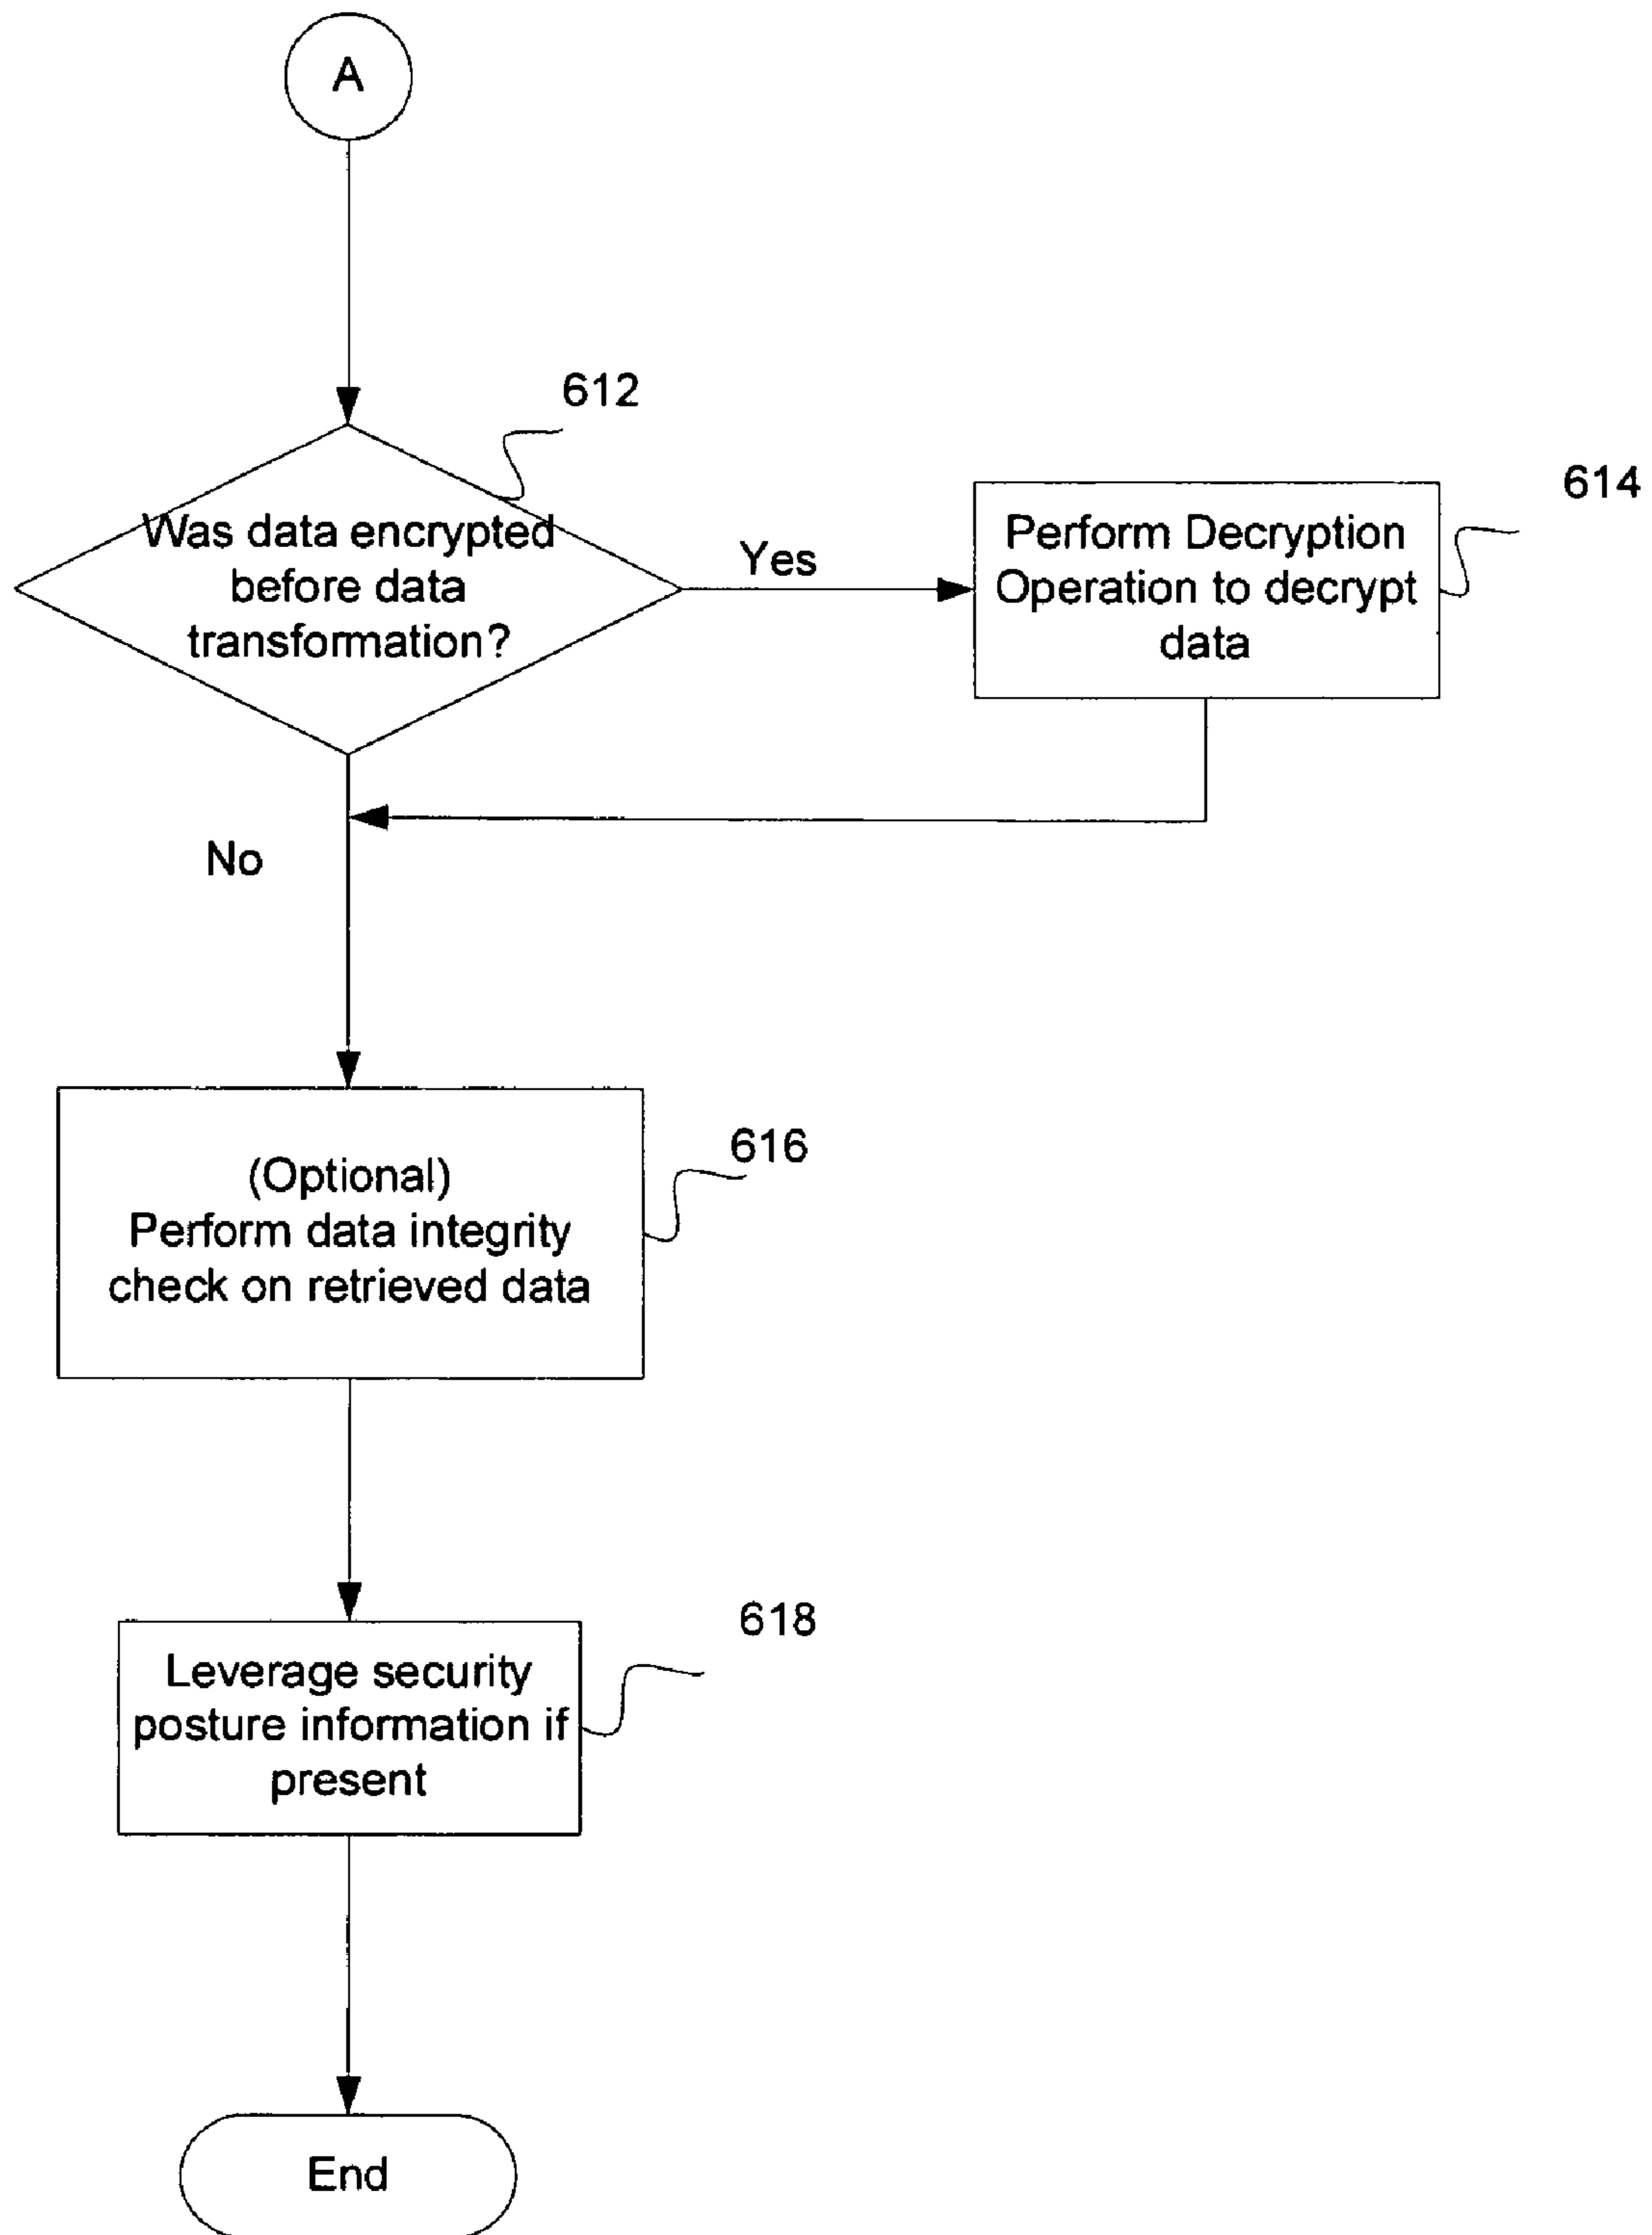 A
612
Was data encrypted
before data
transformation?
Yes
614
Perform Decryption
Operation to decrypt
data
No
(Optional)
Perform data integrity
check on retrieved data
616
618
Leverage security
posture information if
present
End